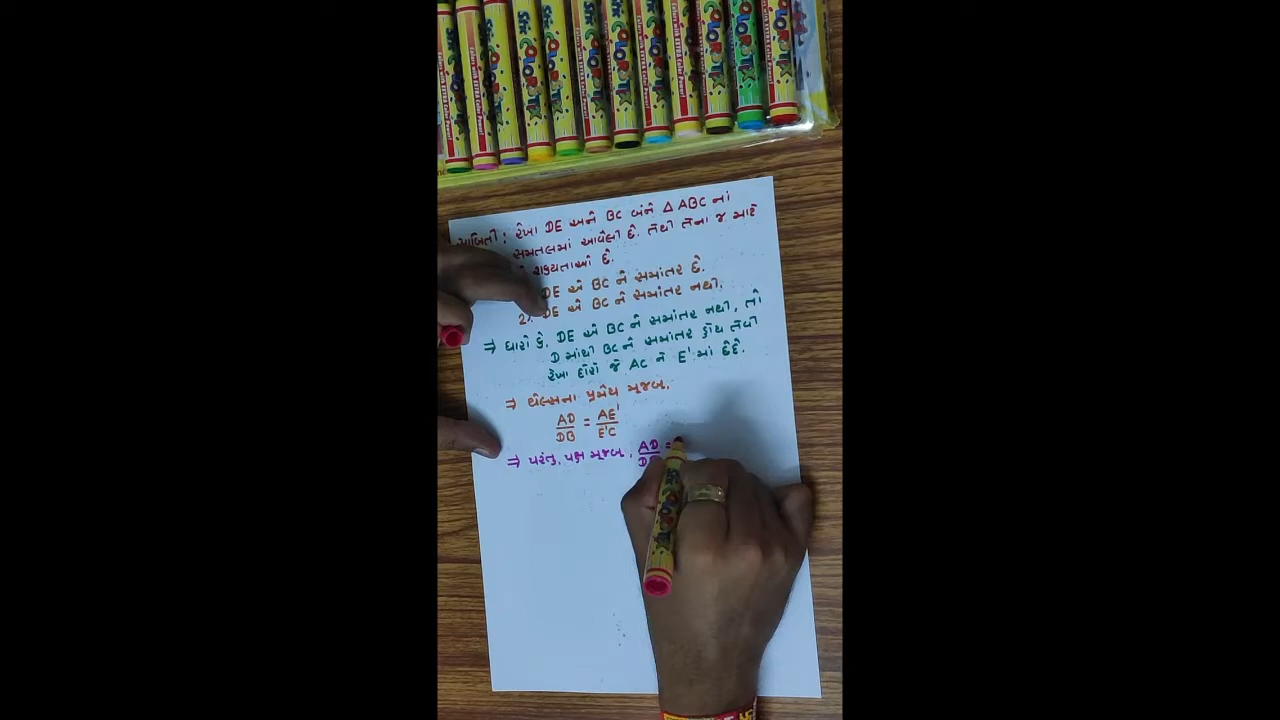 સાબિતી : રેખા DE અને BC બંને Δ ABC નાં
સમતલમાં આવેલી છે. તેથી તેના જ માટે
શક્યતાઓ છે.
DE એ BC ને સમાંતર છે.
2. DE એ BC ને સમાંતર નથી.
⇒ ધારો કે, DE એ BC ને સમાંતર નથી, તો
D માંથી BC ને સમાંતર હોય તેવી
રેખા દોરો જે AC ને E' માં છેદે.
⇒ થેલ્સના પ્રમેય મૂજબ,
AD/DB = AE'/E'C
⇒ પરંતુ, પક્ષ મૂજબ, AD/D =